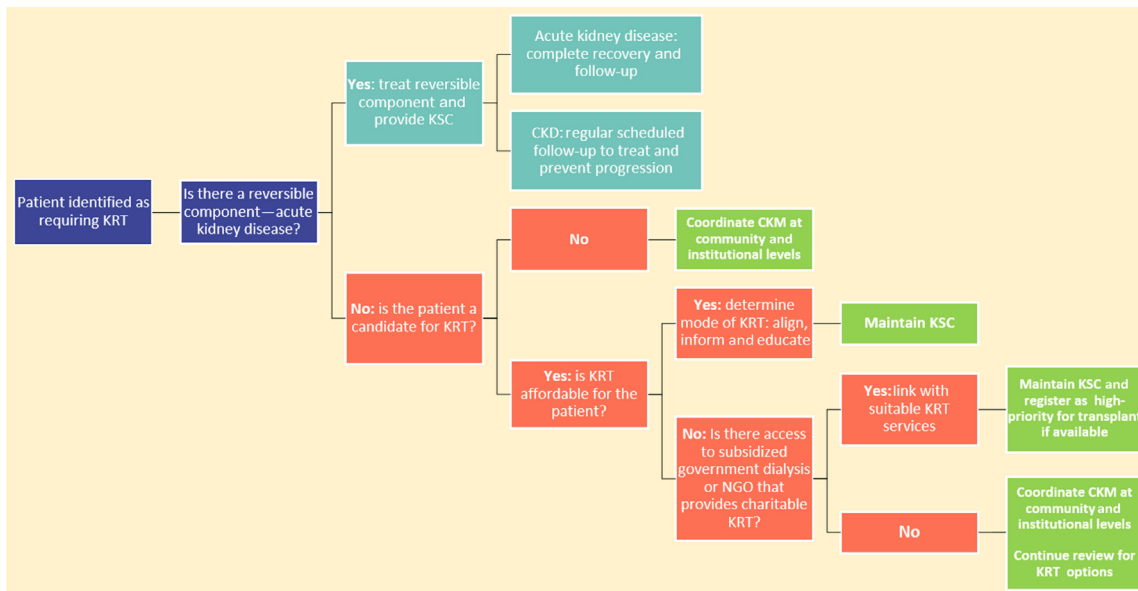 Patient identified as
requiring KRT
Is there a reversible
component—acute
kidney disease?
Yes: treat reversible
component and
provide KSC
Acute kidney disease:
complete recovery and
follow-up
CKD: regular scheduled
follow-up to treat and
prevent progression
No: is the patient a
candidate for KRT?
No
Coordinate CKM at
community and
institutional levels
Yes: is KRT
affordable for the
patient?
Yes: determine
mode of KRT: align,
inform and educate
Maintain KSC
No: Is there access
to subsidized
government dialysis
or NGO that
provides charitable
KRT?
Yes:link with
suitable KRT
services
Maintain KSC and
register as high-
priority for transplant
if available
No
Coordinate CKM at
community and
institutional levels
Continue review for
KRT options